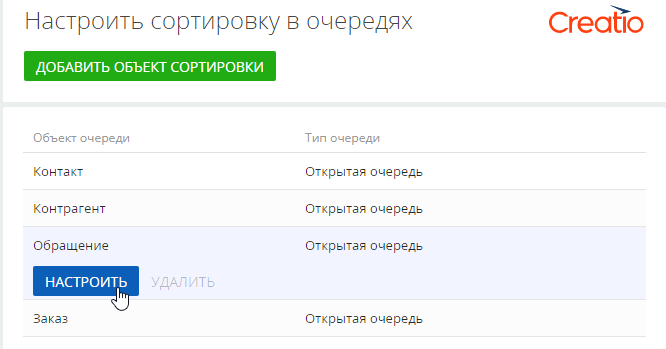 Настроить сортировку в очередях
Creatio
ДОБАВИТЬ ОБЪЕКТ СОРТИРОВКИ
Объект очереди Тип очереди
Контакт Открытая очередь
Контрагент Открытая очередь
Обращение Открытая очередь
НАСТРОИТЬ УДАЛИТЬ
Заказ Открытая очередь